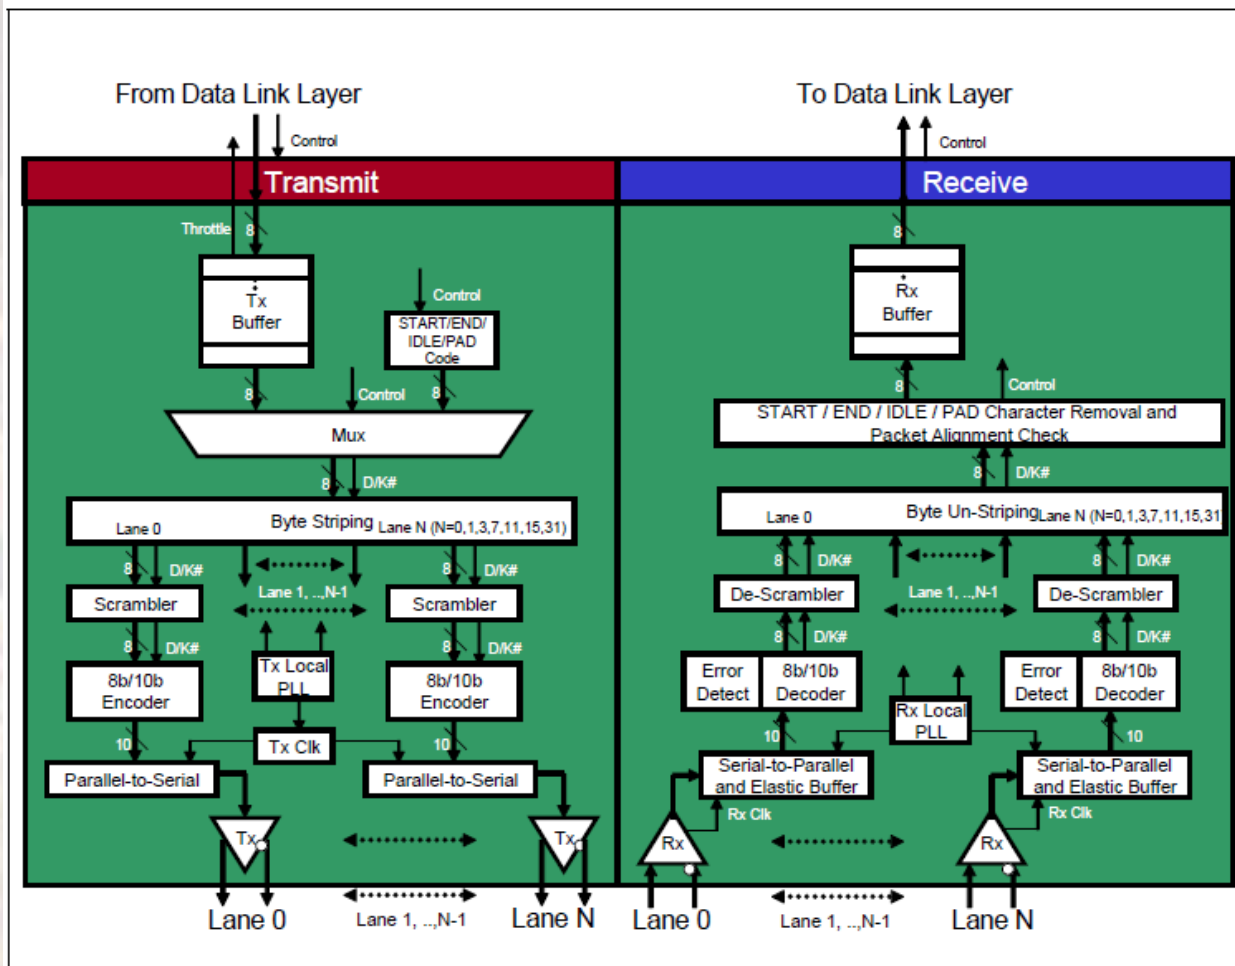 From Data Link Layer
To Data Link Layer
Control
Control
Transmit
Receive
Throttle
8
8
Tx
Buffer
Rx
Buffer
Control
START/END/
IDLE/PAD
Code
8
Control
8
8
Control
Mux
START / END / IDLE / PAD Character Removal and
Packet Alignment Check
8
D/K#
8
D/K#
Byte Striping
Lane 0
Lane N (N=0,1,3,7,11,15,31)
Byte Un-Striping
Lane 0
Lane N (N=0,1,3,7,11,15,31)
8
D/K#
8
D/K#
8
D/K#
8
D/K#
Scrambler
Lane 1, ..,N-1
Scrambler
De-Scrambler
Lane 1, ..,N-1
De-Scrambler
8
D/K#
8
D/K#
8
D/K#
8
D/K#
8b/10b
Encoder
Tx Local
PLL
8b/10b
Encoder
Error
Detect
8b/10b
Decoder
Rx Local
PLL
Error
Detect
8b/10b
Decoder
10
Tx Clk
10
10
10
Parallel-to-Serial
Parallel-to-Serial
Serial-to-Parallel
and Elastic Buffer
Serial-to-Parallel
and Elastic Buffer
Rx Clk
Rx Clk
Tx
Tx
Rx
Rx
Lane 0
Lane 1, ..,N-1
Lane N
Lane 0
Lane 1, ..,N-1
Lane N